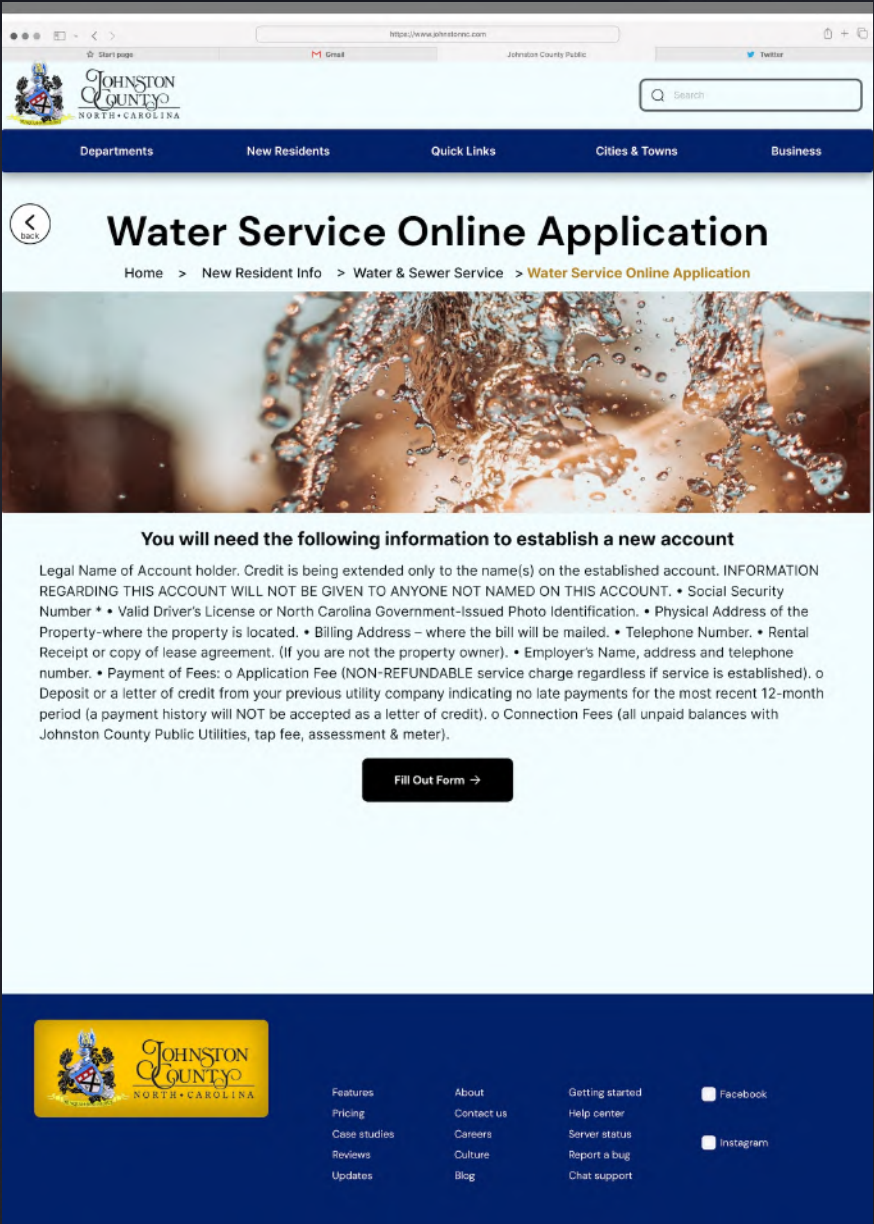 https://www.johnstonnc.com
Start page
Gmail
Johnston County Public
Twitter
JOHNSTON
COUNTY
NORTH•CAROLINA
Search
Departments
New Residents
Quick Links
Cities & Towns
Business
back
Water Service Online Application
Home > New Resident Info > Water & Sewer Service > Water Service Online Application
You will need the following information to establish a new account
Legal Name of Account holder. Credit is being extended only to the name(s) on the established account. INFORMATION
REGARDING THIS ACCOUNT WILL NOT BE GIVEN TO ANYONE NOT NAMED ON THIS ACCOUNT. • Social Security
Number * • Valid Driver's License or North Carolina Government-Issued Photo Identification. • Physical Address of the
Property-where the property is located. • Billing Address – where the bill will be mailed. • Telephone Number. • Rental
Receipt or copy of lease agreement. (If you are not the property owner). • Employer's Name, address and telephone
number. • Payment of Fees: o Application Fee (NON-REFUNDABLE service charge regardless if service is established). o
Deposit or a letter of credit from your previous utility company indicating no late payments for the most recent 12-month
period (a payment history will NOT be accepted as a letter of credit). o Connection Fees (all unpaid balances with
Johnston County Public Utilities, tap fee, assessment & meter).
Fill Out Form →
JOHNSTON
COUNTY
NORTH•CAROLINA
Features
Pricing
Case studies
Reviews
Updates
About
Contact us
Careers
Culture
Blog
Getting started
Help center
Server status
Report a bug
Chat support
Facebook
Instagram